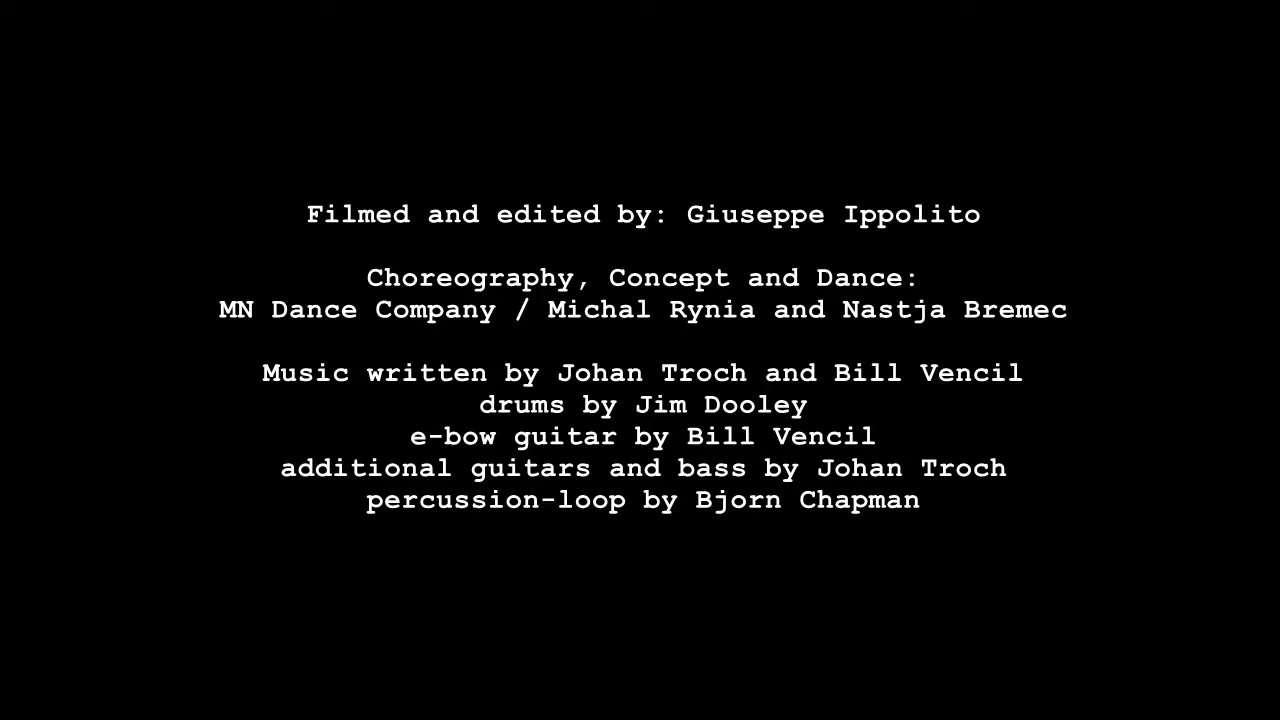 Filmed and edited by: Giuseppe Ippolito
Choreography, Concept and Dance:
MN Dance Company / Michal Rynia and Nastja Bremec
Music written by Johan Troch and Bill Vencil
drums by Jim Dooley
e-bow guitar by Bill Vencil
additional guitars and bass by Johan Troch
percussion-loop by Bjorn Chapman